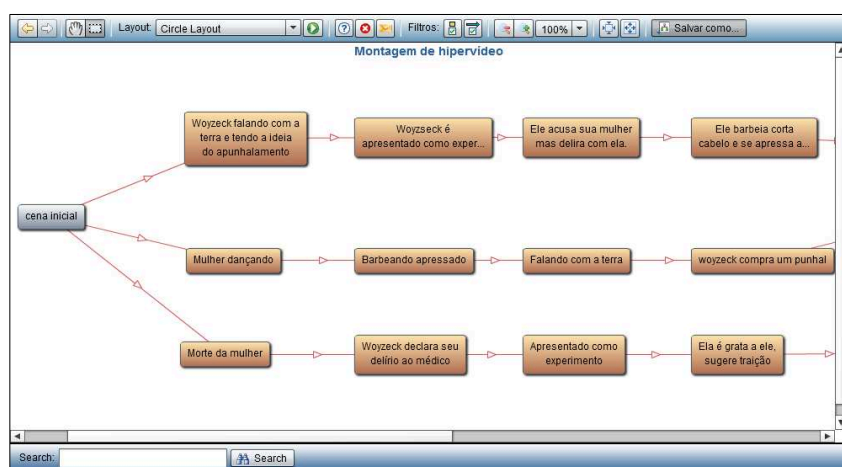 Layout: Circle Layout
Filtros:
100%
Salvar como...
Montagem de hipervídeo
Woyzeck falando com a
terra e tendo a ideia
do apunhalamento
Woyzseck é
apresentado como exper...
Ele acusa sua mulher
mas delira com ela.
Ele barbeia corta
cabelo e se apressa a...
cena inicial
Mulher dançando
Barbeando apressado
Falando com a terra
woyzeck compra um punhal
Morte da mulher
Woyzeck declara seu
delírio ao médico
Apresentado como
experimento
Ela é grata a ele,
sugere traição
Search:
Search